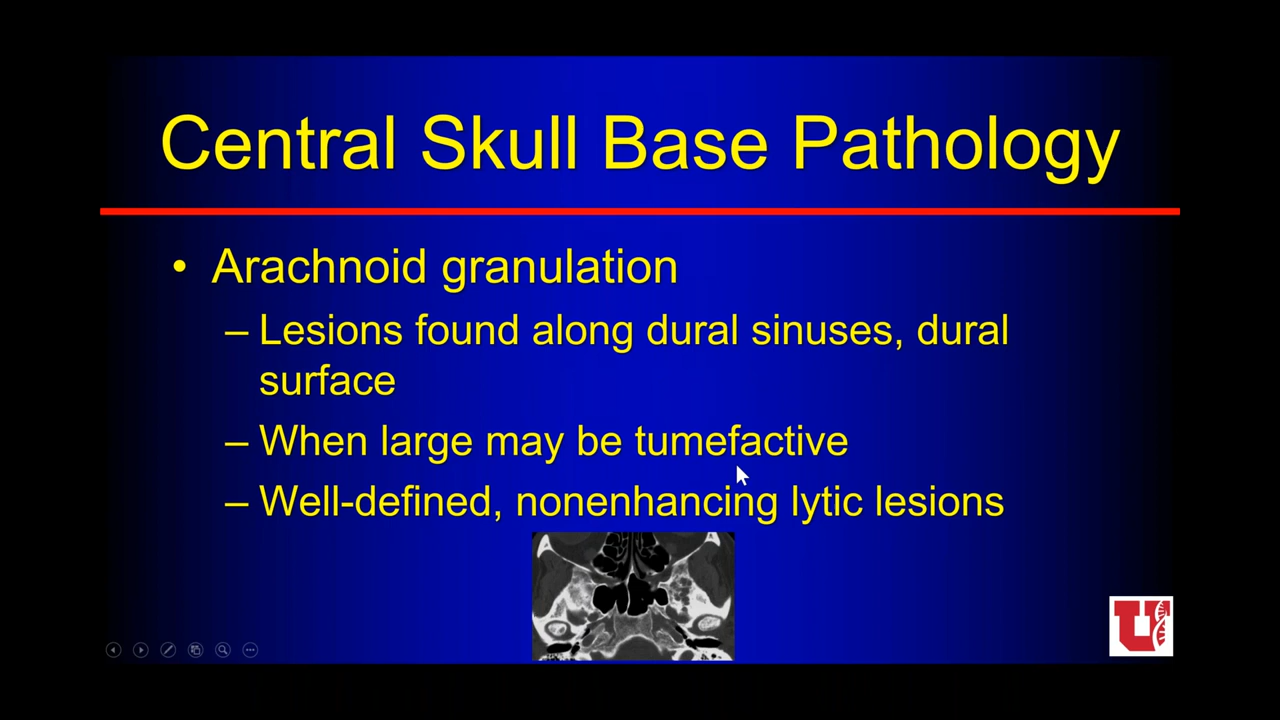 Central Skull Base Pathology
• Arachnoid granulation
– Lesions found along dural sinuses, dural
surface
– When large may be tumefactive
– Well-defined, nonenhancing lytic lesions
U